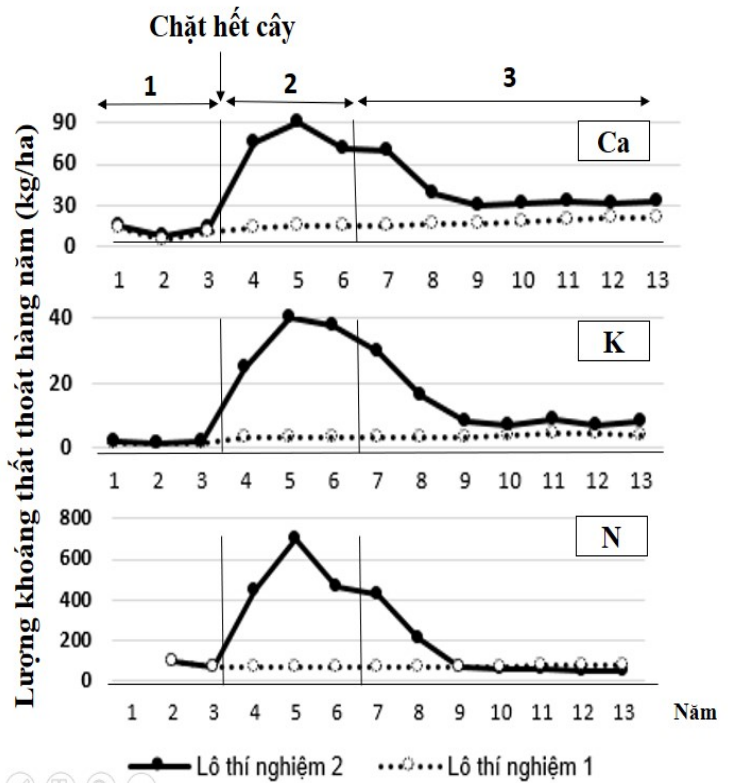 Chặt hết cây
1 2 3
Lượng khoáng thất thoát hàng năm (kg/ha)
90
60
30
0
Ca
1 2 3 4 5 6 7 8 9 10 11 12 13
40
20
0
K
1 2 3 4 5 6 7 8 9 10 11 12 13
800
600
400
200
0
N
1 2 3 4 5 6 7 8 9 10 11 12 13 Năm
Lô thí nghiệm 2 Lô thí nghiệm 1